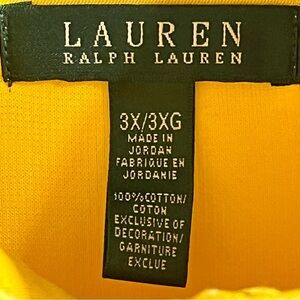 LAUREN
RALPH LAUREN
3X/3XG
MADE IN
JORDAN
FABRIQUE EN
JORDANIE
100%COTTON/
COTON
EXCLUSIVE OF
DECORATION/
GARNITURE
EXCLUE